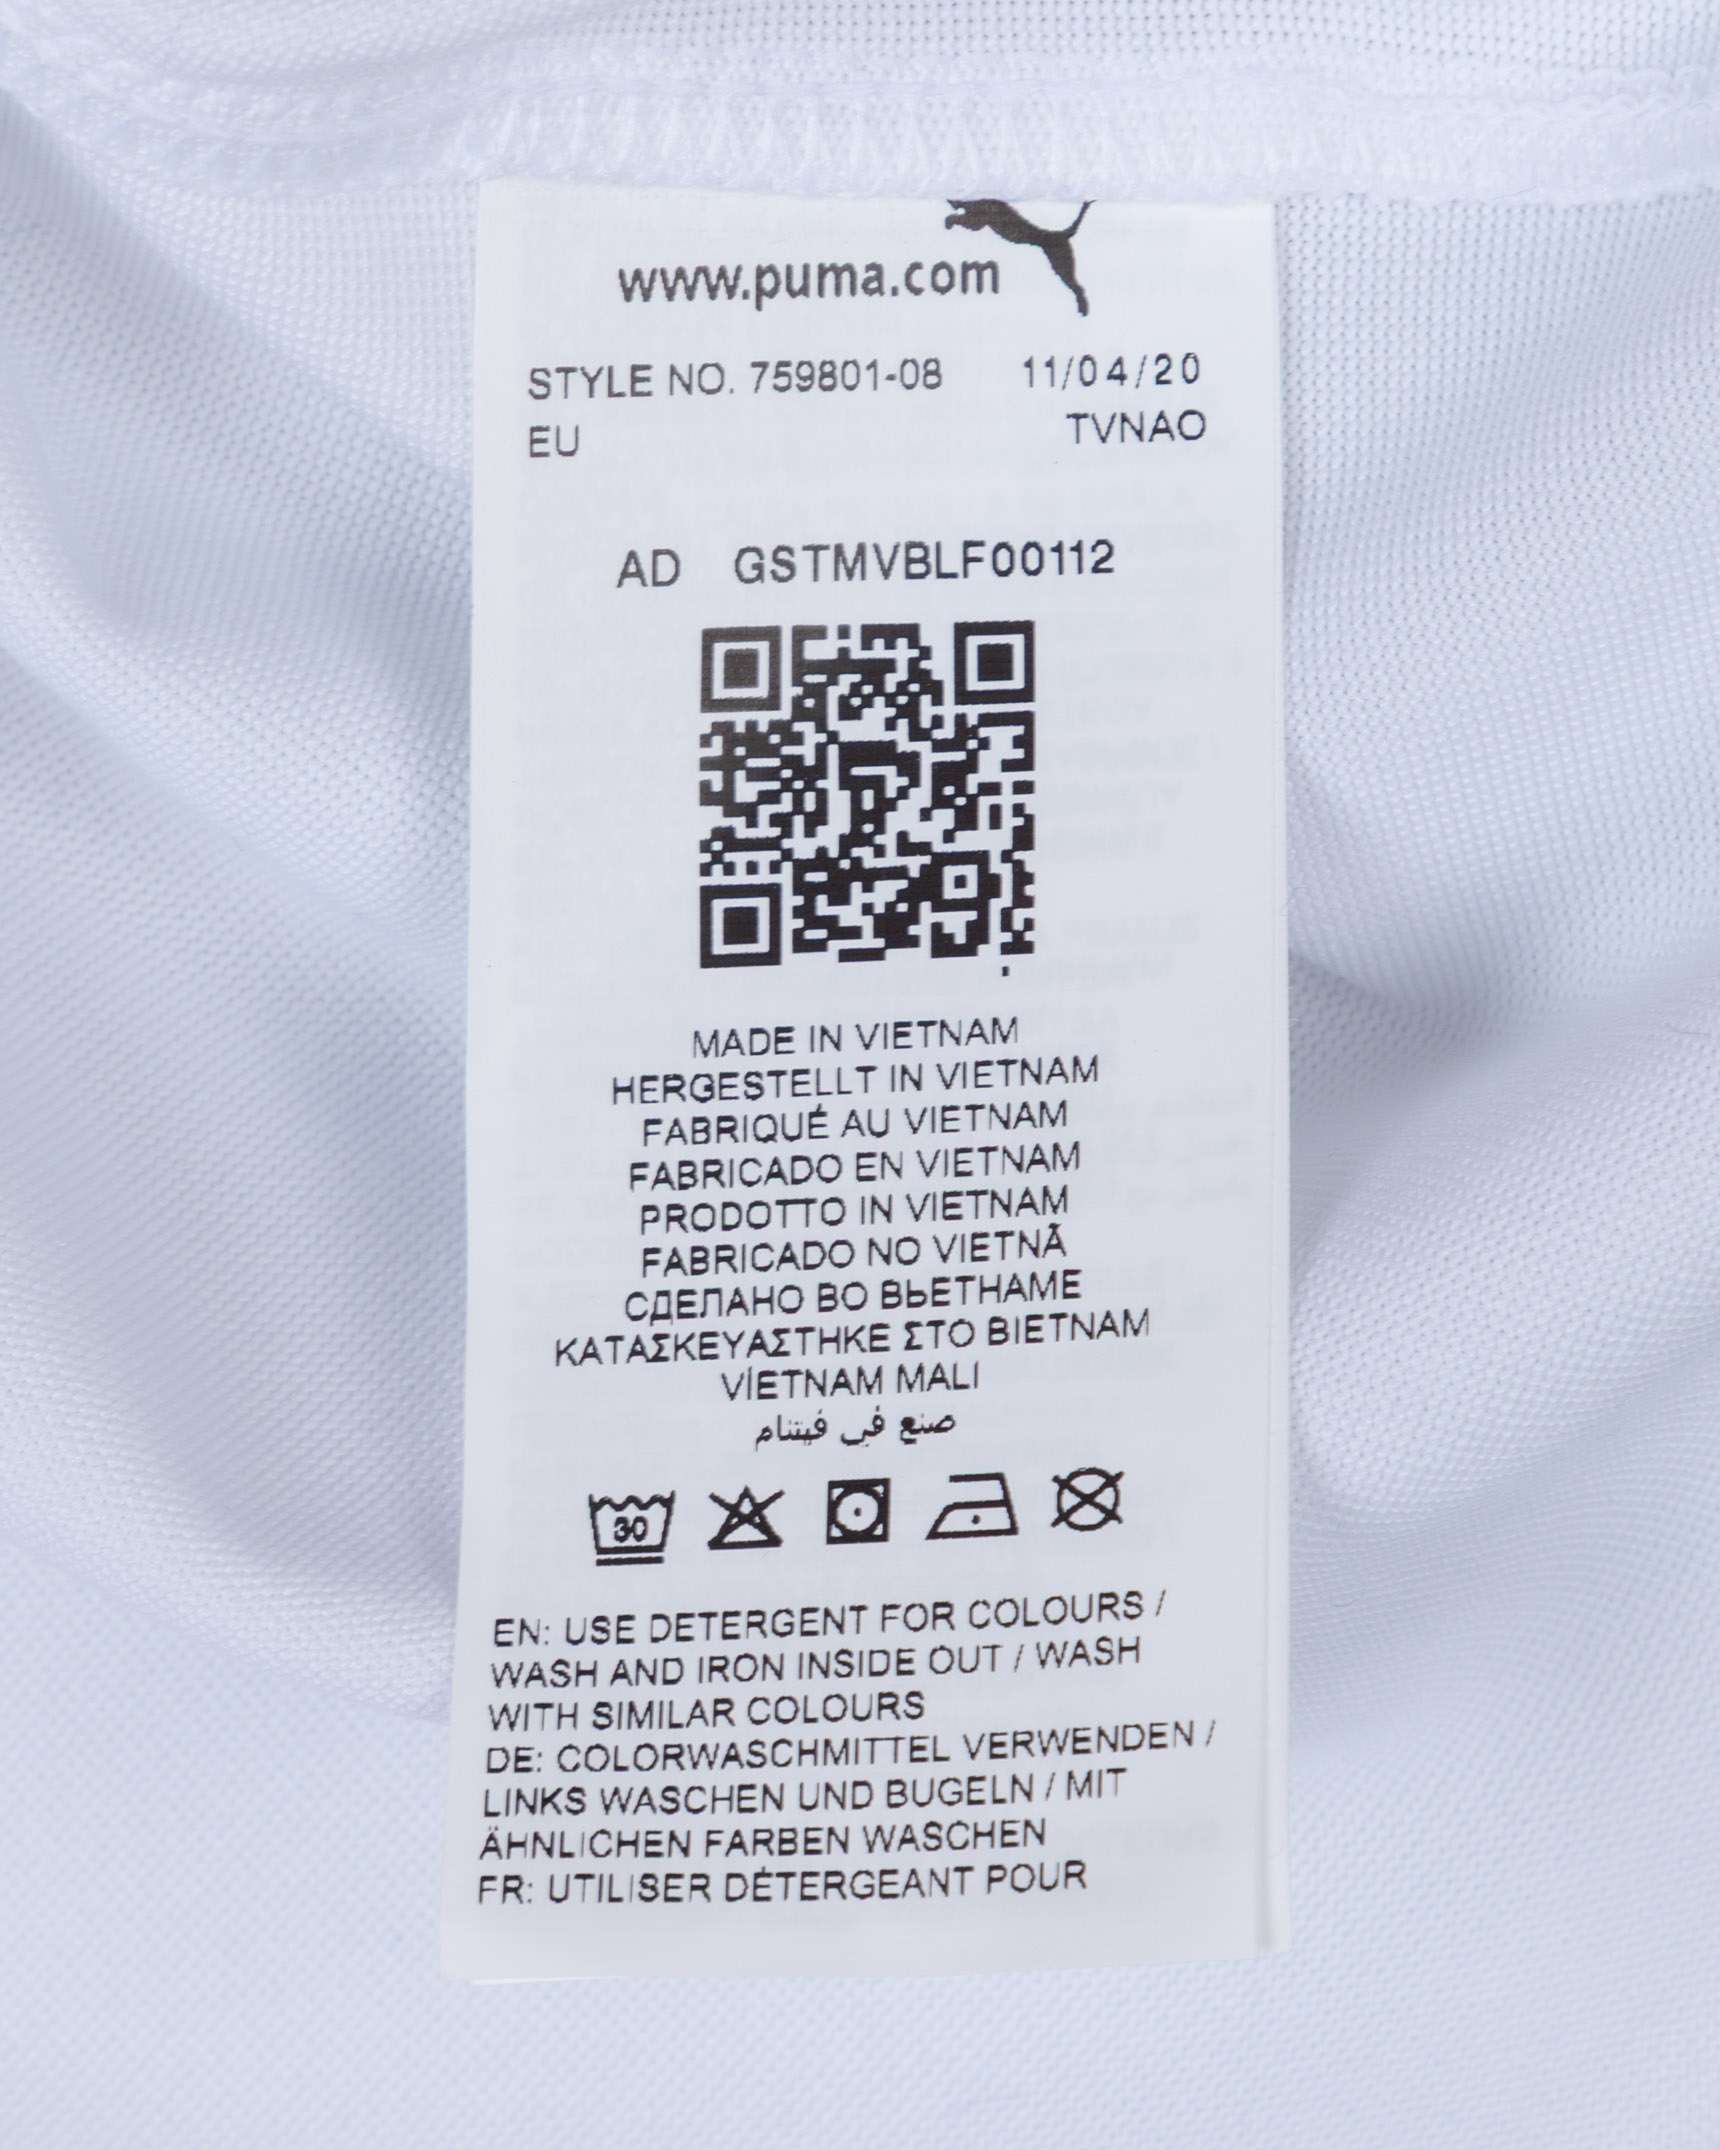 www.puma.com
STYLE NO. 759801-08 11/04/20
EU TVNAO
AD GSTMVBLF00112
MADE IN VIETNAM
HERGESTELLT IN VIETNAM
FABRIQUÉ AU VIETNAM
FABRICADO EN VIETNAM
PRODOTTO IN VIETNAM
FABRICADO NO VIETNÃ
СДЕЛАНО ВО ВЬЕТНАМЕ
ΚΑΤΑΣΚΕΥΑΣΤΗΚΕ ΣΤΟ ΒΙΕΤΝΑΜ
VİETNAM MALI
صنع في فيتنام
30
EN: USE DETERGENT FOR COLOURS /
WASH AND IRON INSIDE OUT / WASH
WITH SIMILAR COLOURS
DE: COLORWASCHMITTEL VERWENDEN /
LINKS WASCHEN UND BUGELN / MIT
ÄHNLICHEN FARBEN WASCHEN
FR: UTILISER DÉTERGEANT POUR